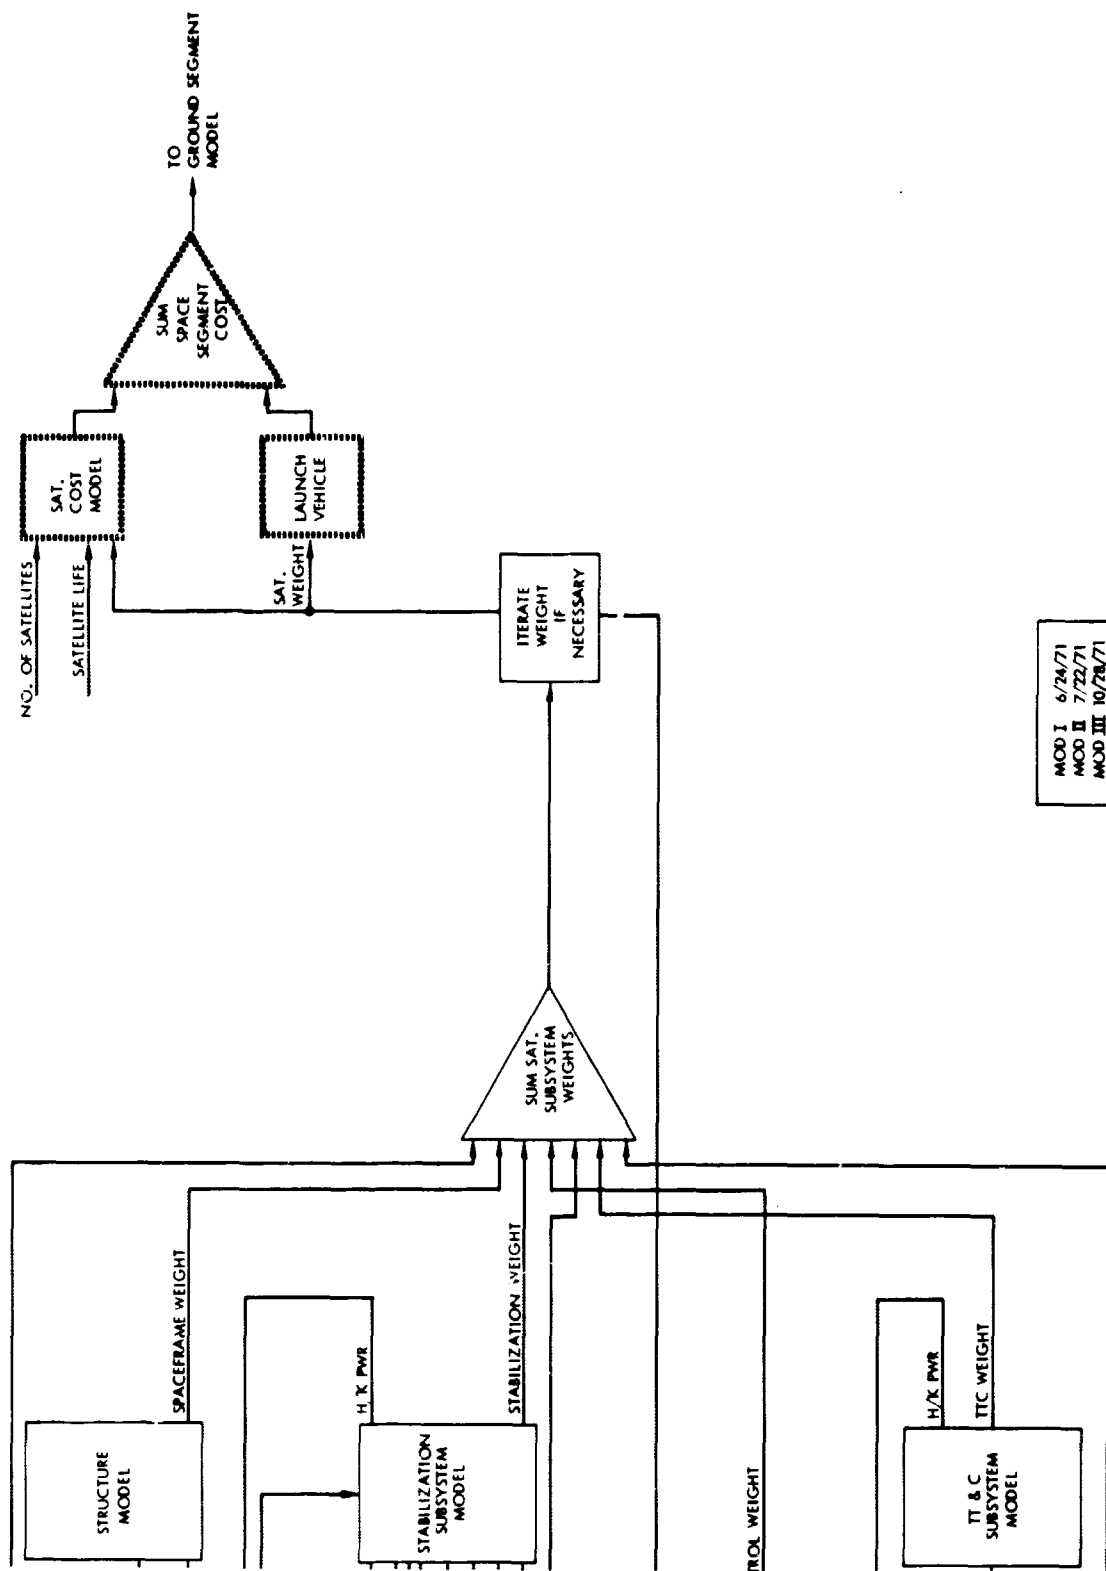 NO. OF SATELLITES
SATELLITE LIFE
SAT.
COST
MODEL
SAT.
WEIGHT
LAUNCH
VEHICLE
SUM
SPACE
SEGMENT
COST
TO
GROUND SEGMENT
MODEL
ITERATE
WEIGHT
IF
NECESSARY
SUM SAT.
SUBSYSTEM
WEIGHTS
STRUCTURE
MODEL
SPACEFRAME WEIGHT
STABILIZATION
SUBSYSTEM
MODEL
H/K PWR
STABILIZATION WEIGHT
TROL WEIGHT
TT & C
SUBSYSTEM
MODEL
H/K PWR
TTC WEIGHT
MOD I 6/24/71
MOD II 7/22/71
MOD III 10/28/71